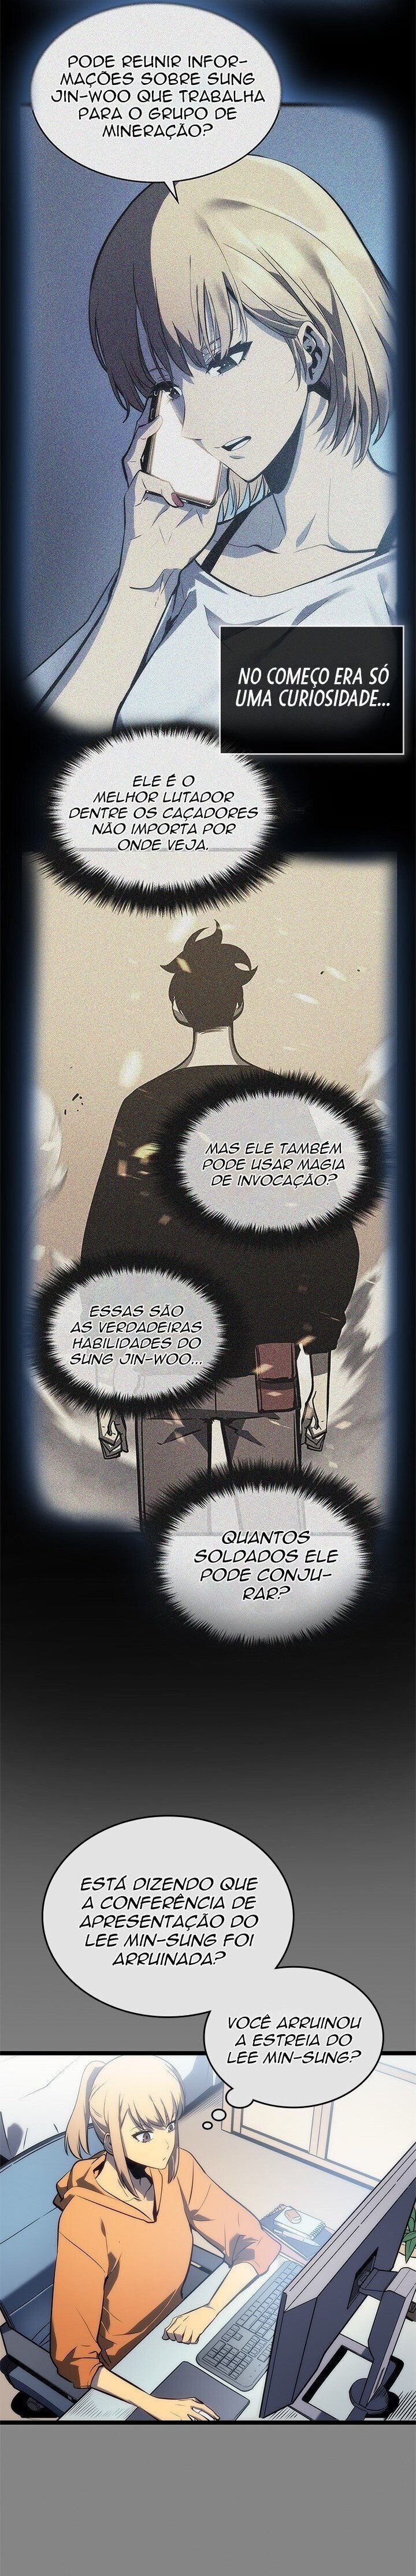 PODE REUNIR INFOR-
MAÇÕES SOBRE SUNG
JIN-WOO QUE TRABALHA
PARA O GRUPO DE
MINERAÇÃO?
NO COMEÇO ERA SÓ
UMA CURIOSIDADE...
ELE É O
MELHOR LUTADOR
DENTRE OS CAÇADORES
NÃO IMPORTA POR
ONDE VEJA.
MAS ELE TAMBÉM
PODE USAR MAGIA
DE INVOCAÇÃO?
ESSAS SÃO
AS VERDADEIRAS
HABILIDADES DO
SUNG JIN-WOO...
QUANTOS
SOLDADOS ELE
PODE CONJU-
RAR?
ESTÁ DIZENDO QUE
A CONFERÊNCIA DE
APRESENTAÇÃO DO
LEE MIN-SUNG FOI
ARRUINADA?
VOCÊ ARRUINOU
A ESTREIA DO
LEE MIN-SUNG?